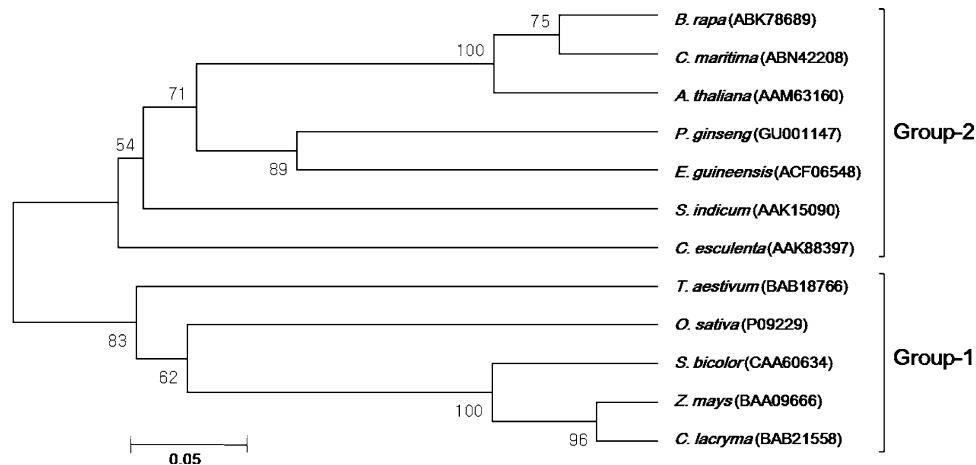 75
B. rapa (ABK78689)
100
C. maritima (ABN42208)
71
A. thaliana (AAM63160)
54
P. ginseng (GU001147)
Group-2
89
E. guineensis (ACF06548)
S. indicum (AAK15090)
C. esculenta (AAK88397)
T. aestivum (BAB18766)
83
O. sativa (P09229)
62
S. bicolor (CAA60634)
Group-1
100
Z. mays (BAA09666)
96
C. lacryma (BAB21558)
0.05